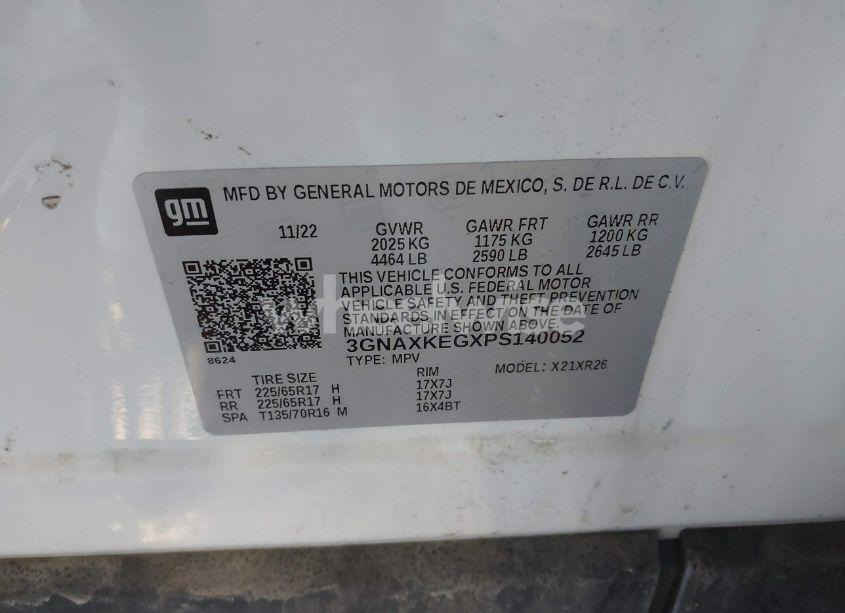 gm
MFD BY GENERAL MOTORS DE MEXICO, S. DE R.L. DE C.V.
11/22 GVWR GAWR FRT GAWR RR
2025 KG 1175 KG 1200 KG
4464 LB 2590 LB 2645 LB
THIS VEHICLE CONFORMS TO ALL
APPLICABLE U.S. FEDERAL MOTOR
VEHICLE SAFETY AND THEFT PREVENTION
STANDARDS IN EFFECT ON THE DATE OF
MANUFACTURE SHOWN ABOVE.
3GNAXKEGXPS140052
8624
TYPE: MPV MODEL: X21XR26
TIRE SIZE RIM
FRT 225/65R17 H 17X7J
RR 225/65R17 H 17X7J
SPA T135/70R16 M 16X4BT